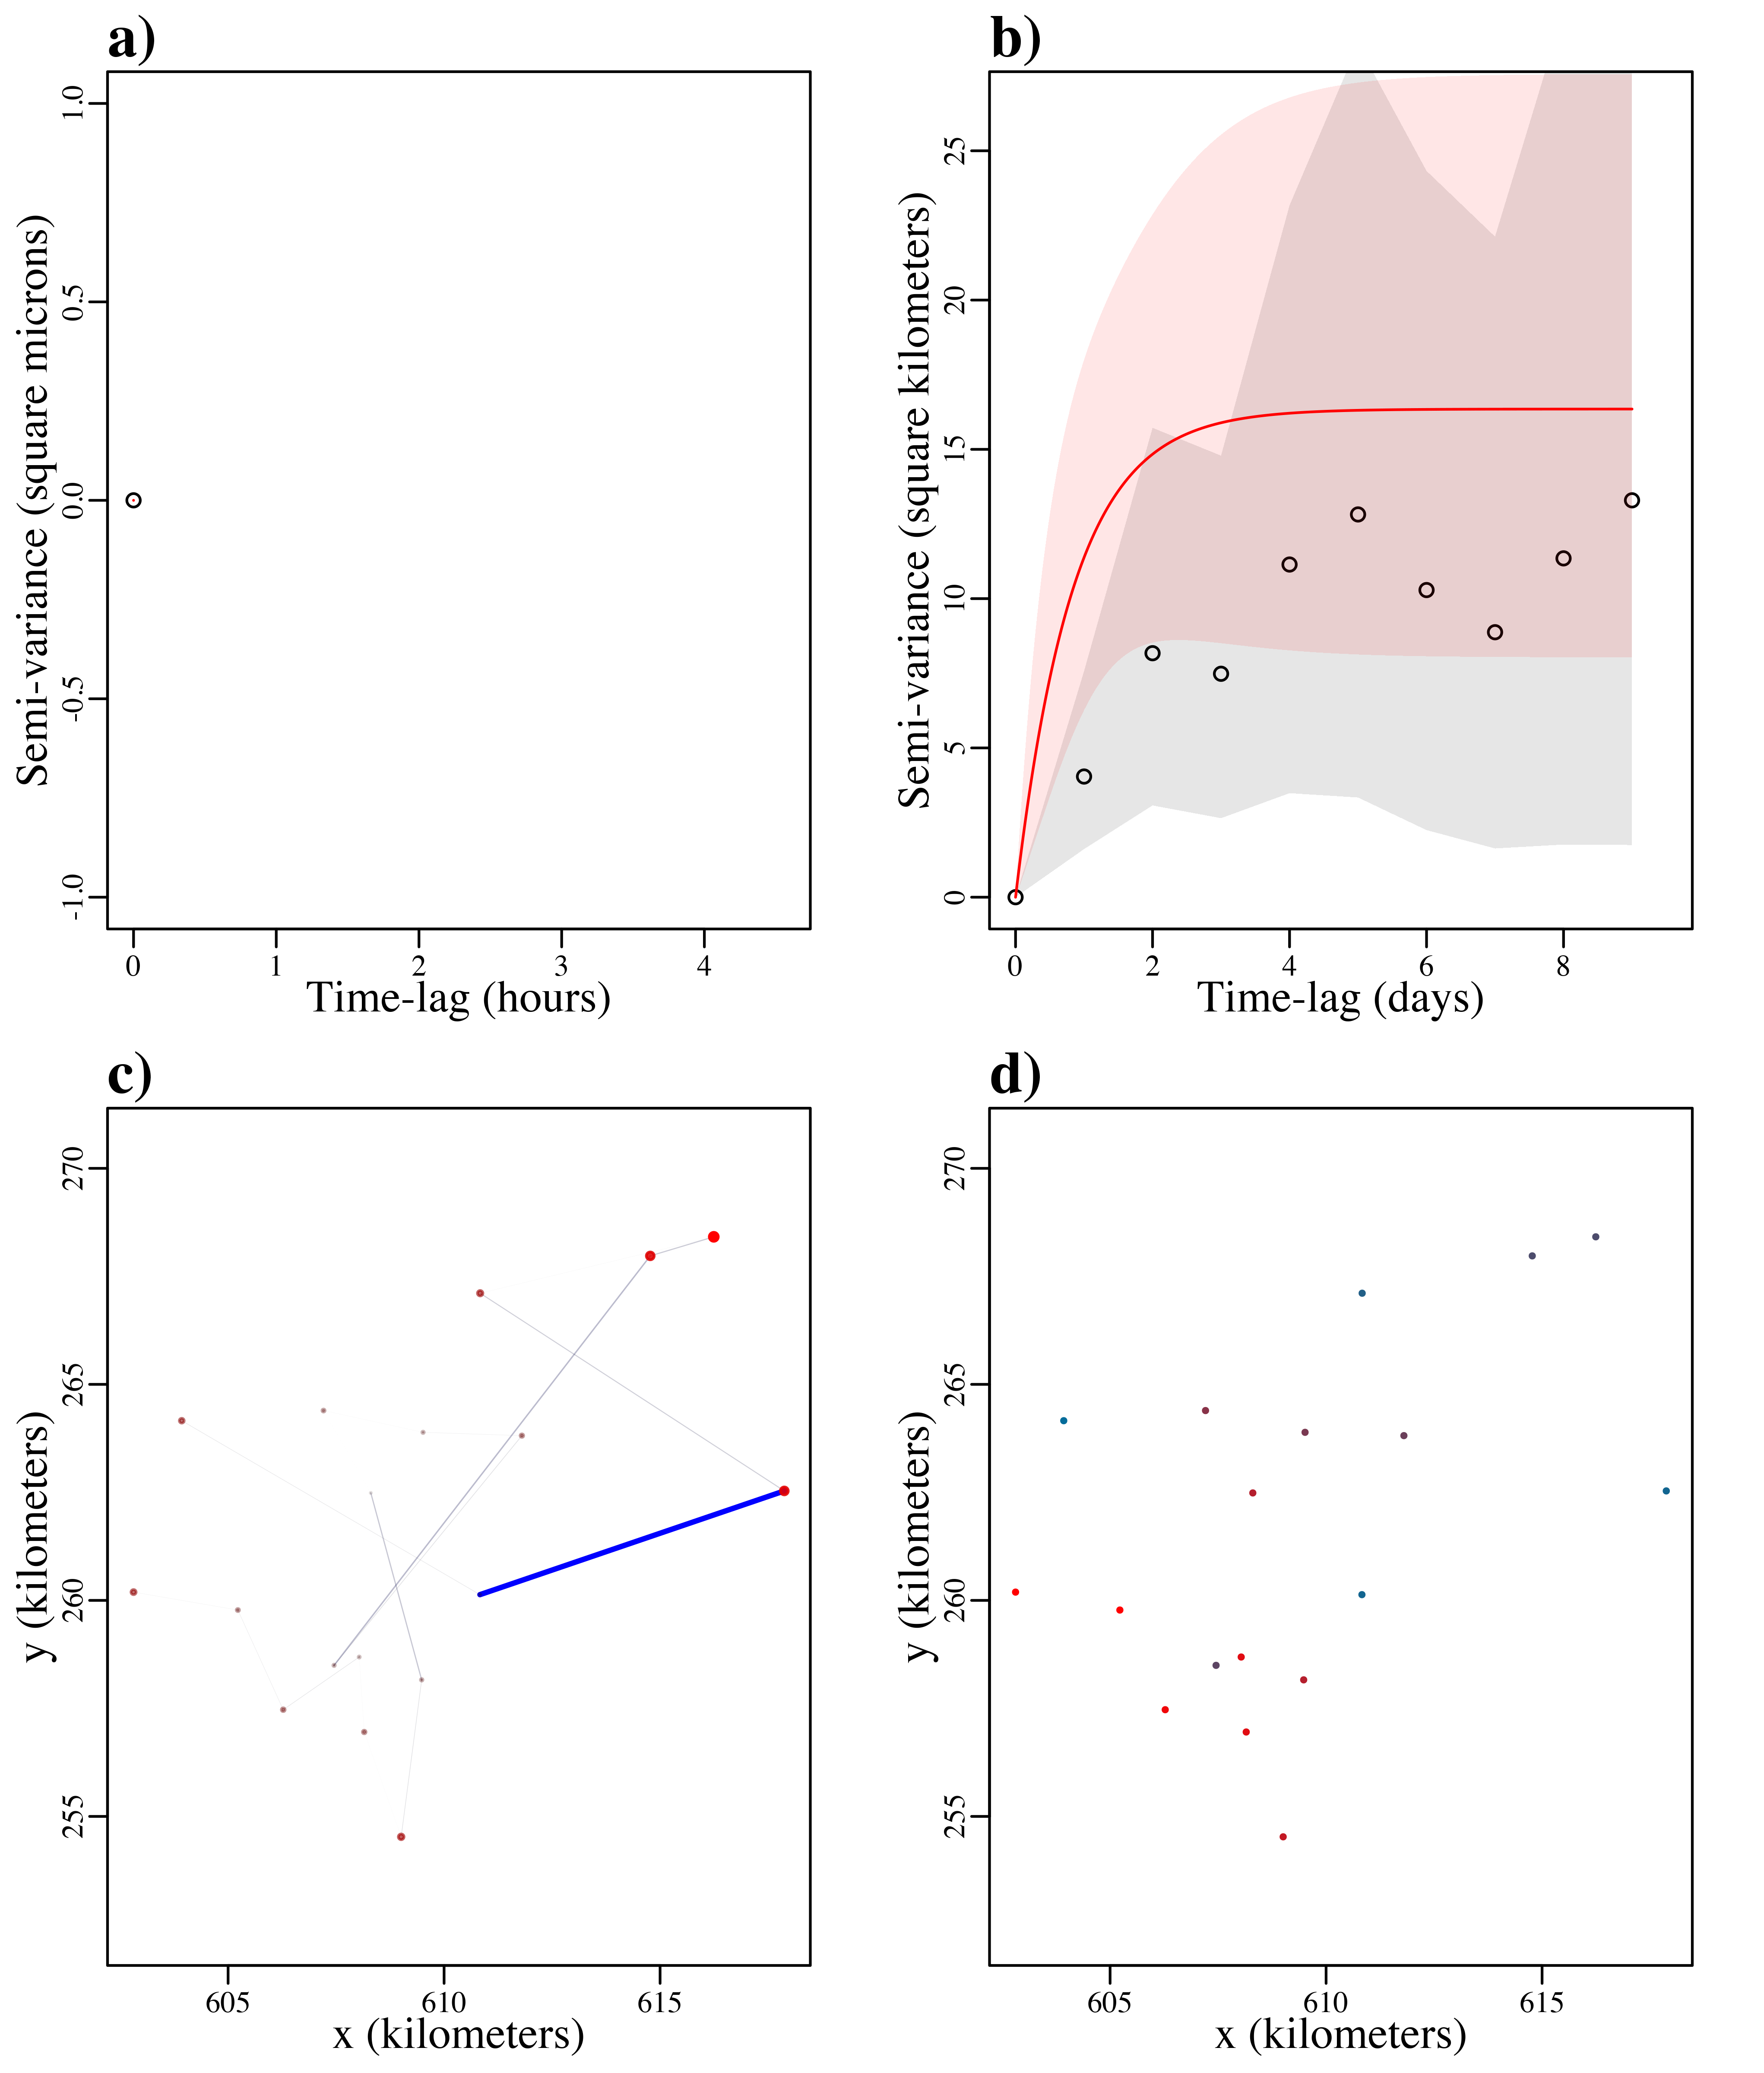 a)
1.0
0.5
0.0
-0.5
-1.0
Semi-variance (square microns)
0 1 2 3 4
Time-lag (hours)
b)
25
20
15
10
5
0
Semi-variance (square kilometers)
0 2 4 6 8
Time-lag (days)
c)
270
265
260
255
y (kilometers)
605 610 615
x (kilometers)
d)
270
265
260
255
y (kilometers)
605 610 615
x (kilometers)